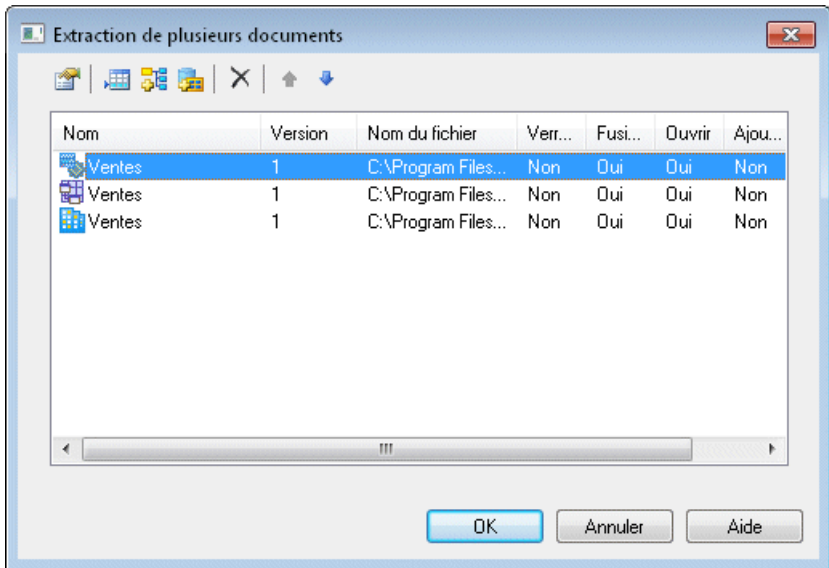 Extraction de plusieurs documents
Nom Version Nom du fichier Verr... Fusi... Ouvrir Ajou...
Ventes 1 C:\Program Files... Non Oui Oui Non
Ventes 1 C:\Program Files... Non Oui Oui Non
Ventes 1 C:\Program Files... Non Oui Oui Non
OK Annuler Aide